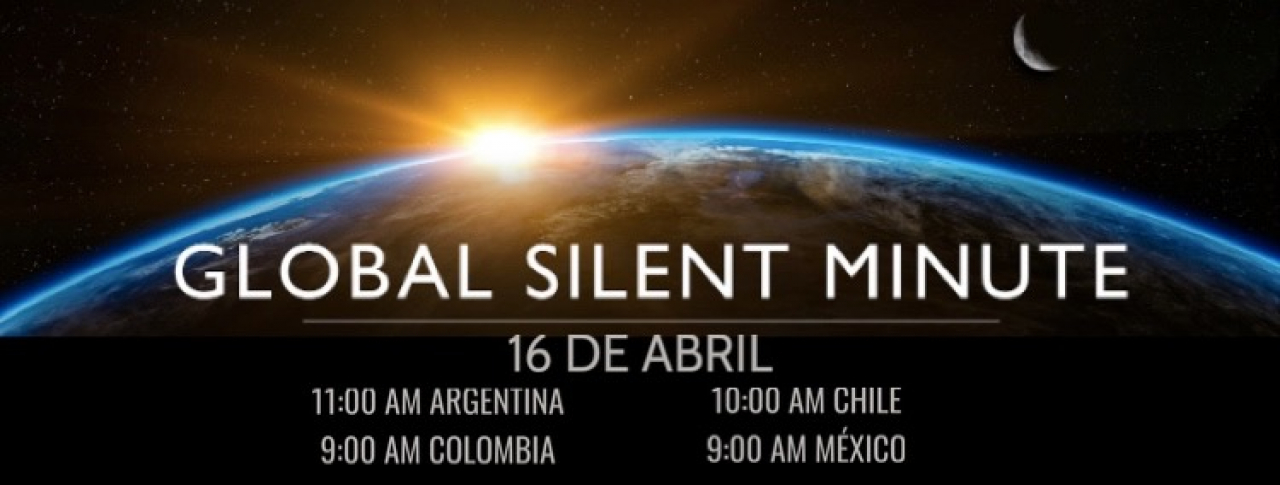 GLOBAL SILENT MINUTE
16 DE ABRIL
11:00 AM ARGENTINA
10:00 AM CHILE
9:00 AM COLOMBIA
9:00 AM MÉXICO